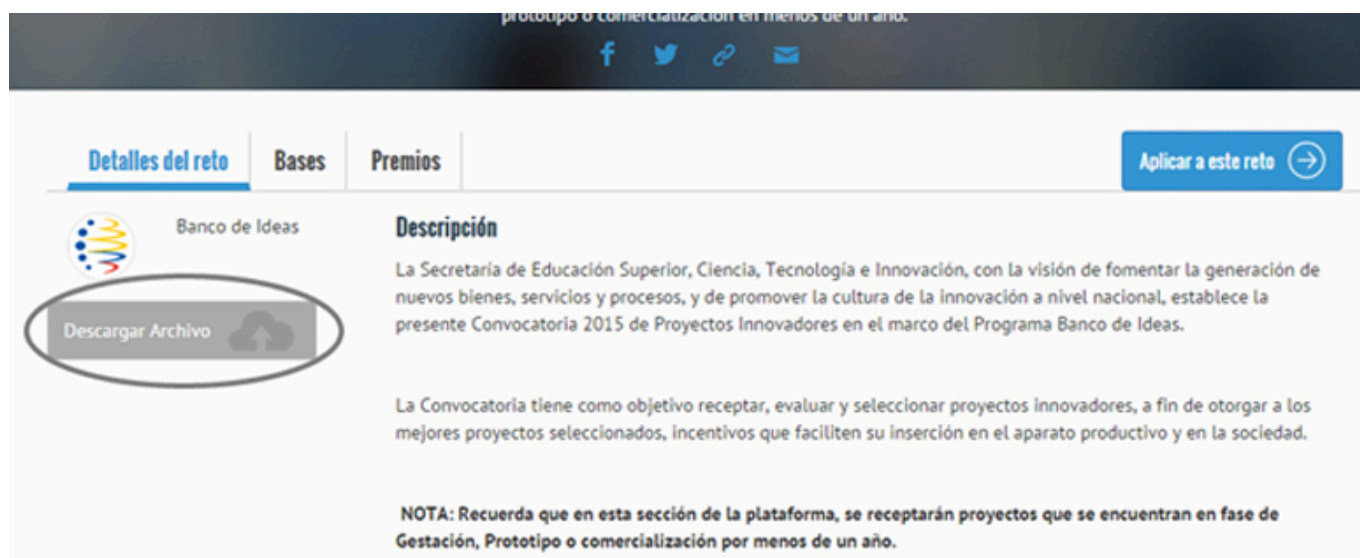 prototipo o comercialización en menos de un año.
Detalles del reto
Bases
Premios
Aplicar a este reto
Banco de Ideas
Descargar Archivo
Descripción
La Secretaría de Educación Superior, Ciencia, Tecnología e Innovación, con la visión de fomentar la generación de
nuevos bienes, servicios y procesos, y de promover la cultura de la innovación a nivel nacional, establece la
presente Convocatoria 2015 de Proyectos Innovadores en el marco del Programa Banco de Ideas.
La Convocatoria tiene como objetivo receptar, evaluar y seleccionar proyectos innovadores, a fin de otorgar a los
mejores proyectos seleccionados, incentivos que faciliten su inserción en el aparato productivo y en la sociedad.
NOTA: Recuerda que en esta sección de la plataforma, se receptarán proyectos que se encuentran en fase de
Gestación, Prototipo o comercialización por menos de un año.